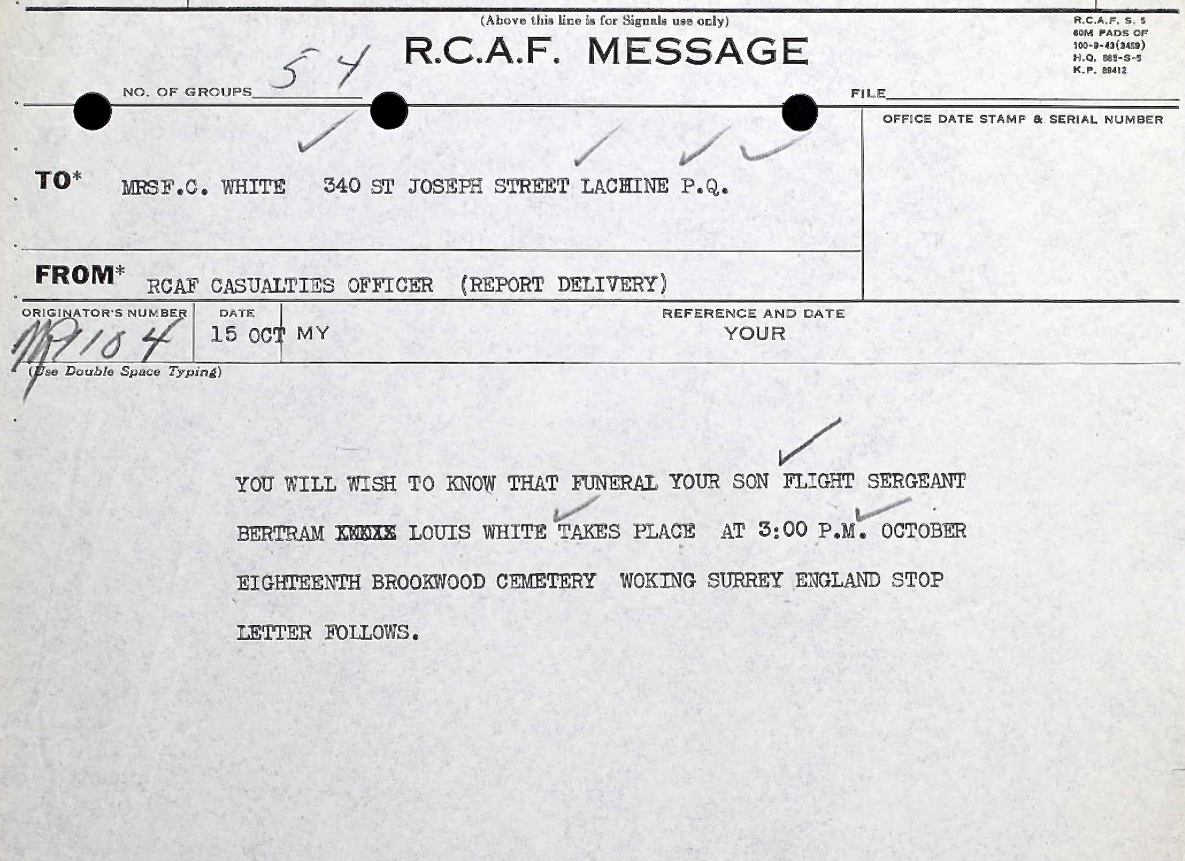 (Above this line is for Signals use only)
R.C.A.F. MESSAGE
R.C.A.F. S. 5
60M PADS OF
100-9-43(3459)
H.Q. 885-S-5
K.P. 89412
NO. OF GROUPS 54
FILE
OFFICE DATE STAMP & SERIAL NUMBER
TO* MRSF.C. WHITE 340 ST JOSEPH STREET LACHINE P.Q.
FROM* RCAF CASUALTIES OFFICER (REPORT DELIVERY)
ORIGINATOR'S NUMBER DATE REFERENCE AND DATE
15 OCT MY YOUR
(Use Double Space Typing)
YOU WILL WISH TO KNOW THAT FUNERAL YOUR SON FLIGHT SERGEANT
BERTRAM LOUIS WHITE TAKES PLACE AT 3:00 P.M. OCTOBER
EIGHTEENTH BROOKWOOD CEMETERY WOKING SURREY ENGLAND STOP
LETTER FOLLOWS.